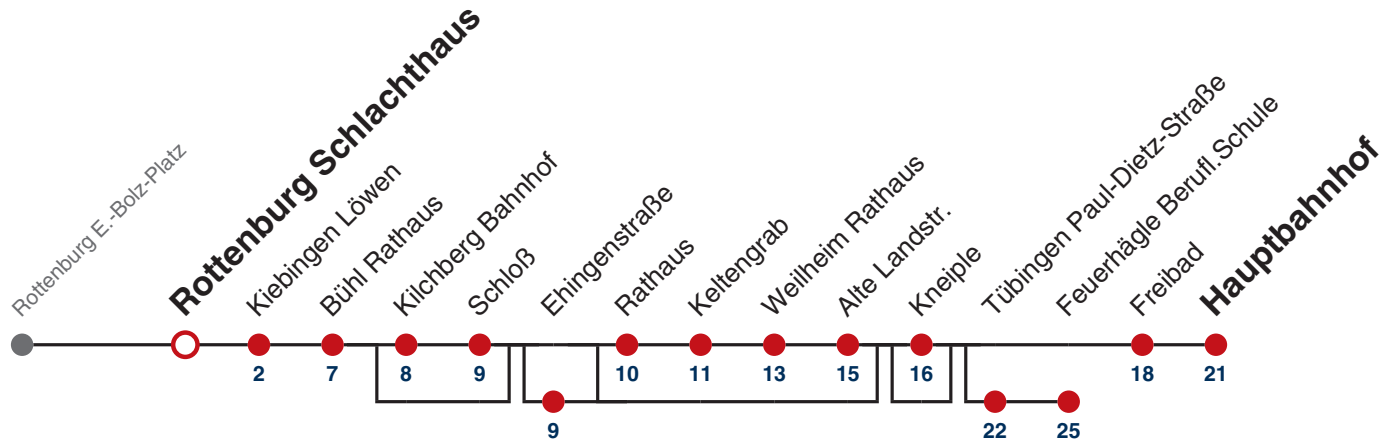 Rottenburg E.-Bolz-Platz
Rottenburg Schlachthaus
Kiebingen Löwen
Bühl Rathaus
Kilchberg Bahnhof
Schloß
Ehingenstraße
Rathaus
Keltengrab
Weilheim Rathaus
Alte Landstr.
Kneiple
Tübingen Paul-Dietz-Straße
Feuerhägle Berufl.Schule
Freibad
Hauptbahnhof
2
7
8
9
10
11
13
15
16
18
21
9
22
25